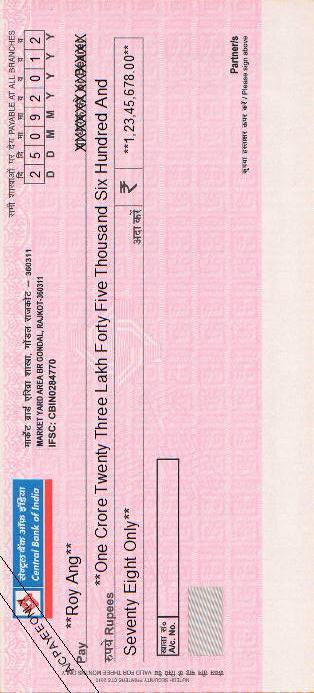 A/C PAYEE ONLY
सेन्ट्रल बैंक ऑफ इंडिया
Central Bank of India
मार्केट यार्ड एरिया शाखा, गोंडल राजकोट - 360311
MARKET YARD AREA BR GONDAL, RAJKOT-360311
IFSC: CBIN0284770
सभी शाखाओं पर देय PAYABLE AT ALL BRANCHES
दि दि मा मा व व व व
2 5 0 9 2 0 1 2
D D M M Y Y Y Y
Pay **Roy Ang**
रुपये Rupees **One Crore Twenty Three Lakh Forty Five Thousand Six Hundred And
Seventy Eight Only**
अदा करें ₹ **1,23,45,678.00**
खाता सं०
A/c. No.
Partner/s
कृपया हस्ताक्षर ऊपर करें / Please sign above
VALID FOR THREE MONTHS ONLY